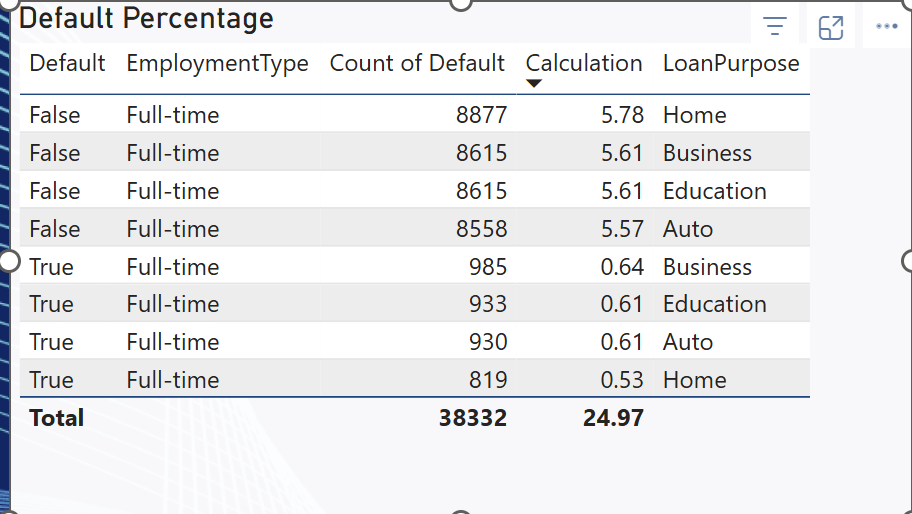 Default Percentage
Default EmploymentType Count of Default Calculation LoanPurpose
False Full-time 8877 5.78 Home
False Full-time 8615 5.61 Business
False Full-time 8615 5.61 Education
False Full-time 8558 5.57 Auto
True Full-time 985 0.64 Business
True Full-time 933 0.61 Education
True Full-time 930 0.61 Auto
True Full-time 819 0.53 Home
Total 38332 24.97